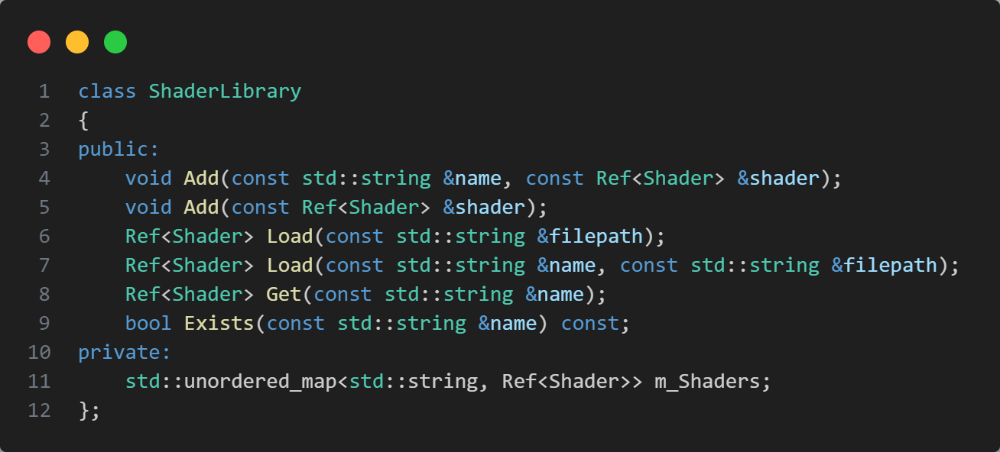 1 class ShaderLibrary
2 {
3 public:
4     void Add(const std::string &name, const Ref<Shader> &shader);
5     void Add(const Ref<Shader> &shader);
6     Ref<Shader> Load(const std::string &filepath);
7     Ref<Shader> Load(const std::string &name, const std::string &filepath);
8     Ref<Shader> Get(const std::string &name);
9     bool Exists(const std::string &name) const;
10 private:
11     std::unordered_map<std::string, Ref<Shader>> m_Shaders;
12 };